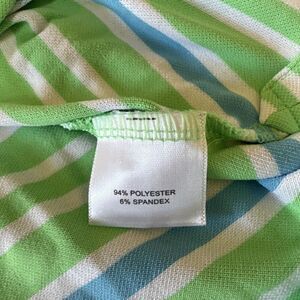 94% POLYESTER
6% SPANDEX